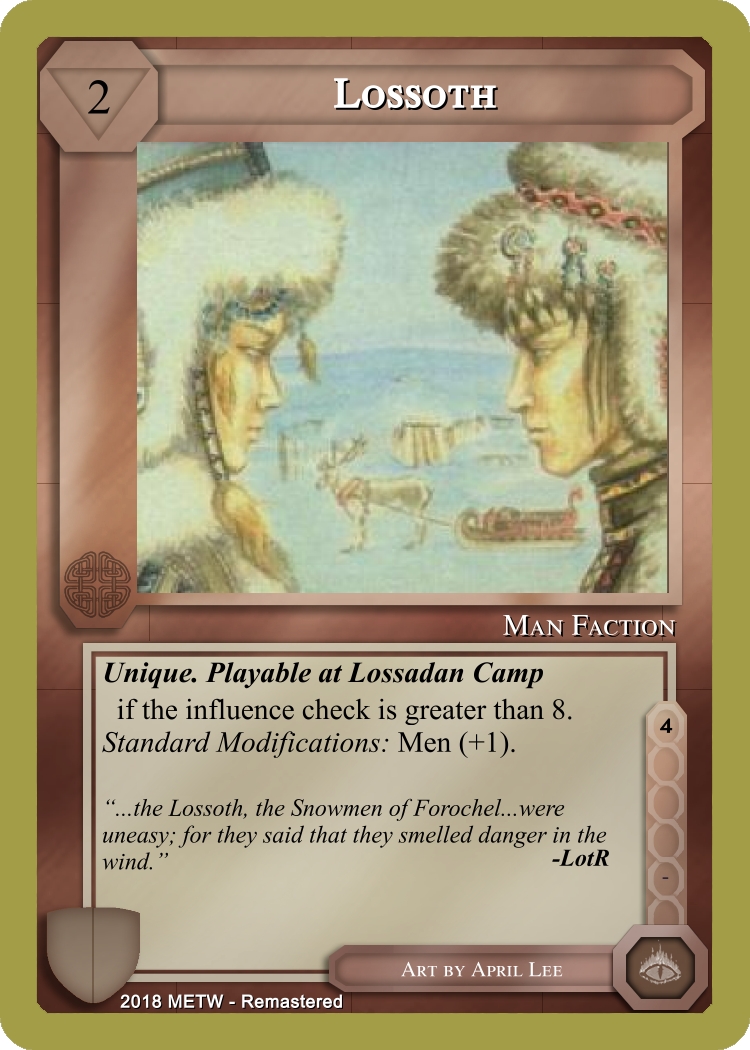 2
Lossoth
Man Faction
Unique. Playable at Lossadan Camp
if the influence check is greater than 8.
Standard Modifications: Men (+1).
4
“...the Lossoth, the Snowmen of Forochel...were
uneasy; for they said that they smelled danger in the
wind.” -LotR
-
Art by April Lee
2018 METW - Remastered